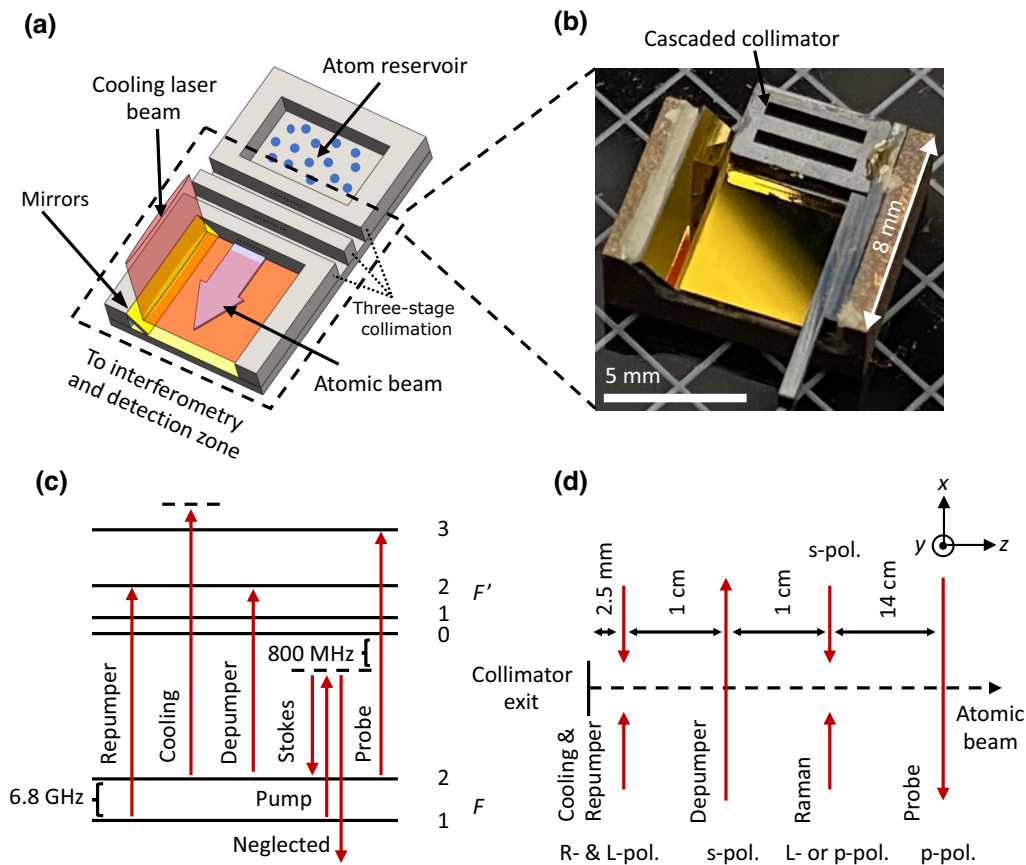 (a)
Cooling laser
beam
Atom reservoir
Mirrors
Three-stage
collimation
Atomic beam
To interferometry
and detection zone
(b)
Cascaded collimator
8 mm
5 mm
(c)
3
2
F'
1
0
800 MHz
Repumper
Cooling
Depumper
Stokes
Probe
6.8 GHz
Pump
2
F
1
Neglected
(d)
x
y
z
s-pol.
2.5 mm
1 cm
1 cm
14 cm
Collimator
exit
Atomic
beam
Cooling &
Repumper
Depumper
Raman
Probe
R- & L-pol.
s-pol.
L- or p-pol.
p-pol.